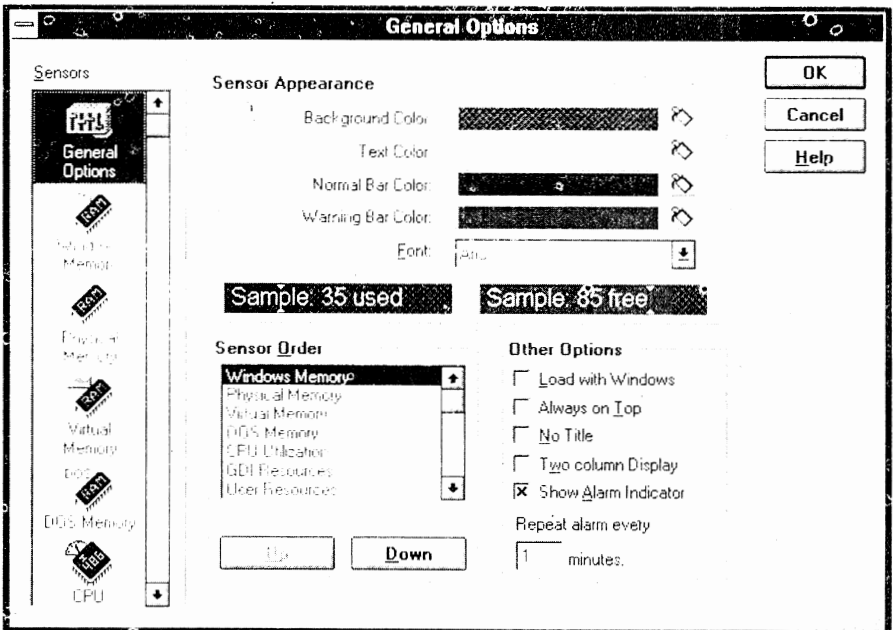 General Options
Sensors
General
Options
Memory
Physical
Memory
Virtual
Memory
DOS Memory
CPU
Sensor Appearance
Background Color
Text Color
Normal Bar Color:
Warning Bar Color:
Font:
Sample: 35 used
Sample: 85 free
Sensor Order
Windows Memory
Physical Memory
Virtual Memory
DOS Memory
CPU Utilization
GDI Resources
User Resources
Up
Down
Other Options
Load with Windows
Always on Top
No Title
Two column Display
Show Alarm Indicator
Repeat alarm every
1 minutes.
OK
Cancel
Help